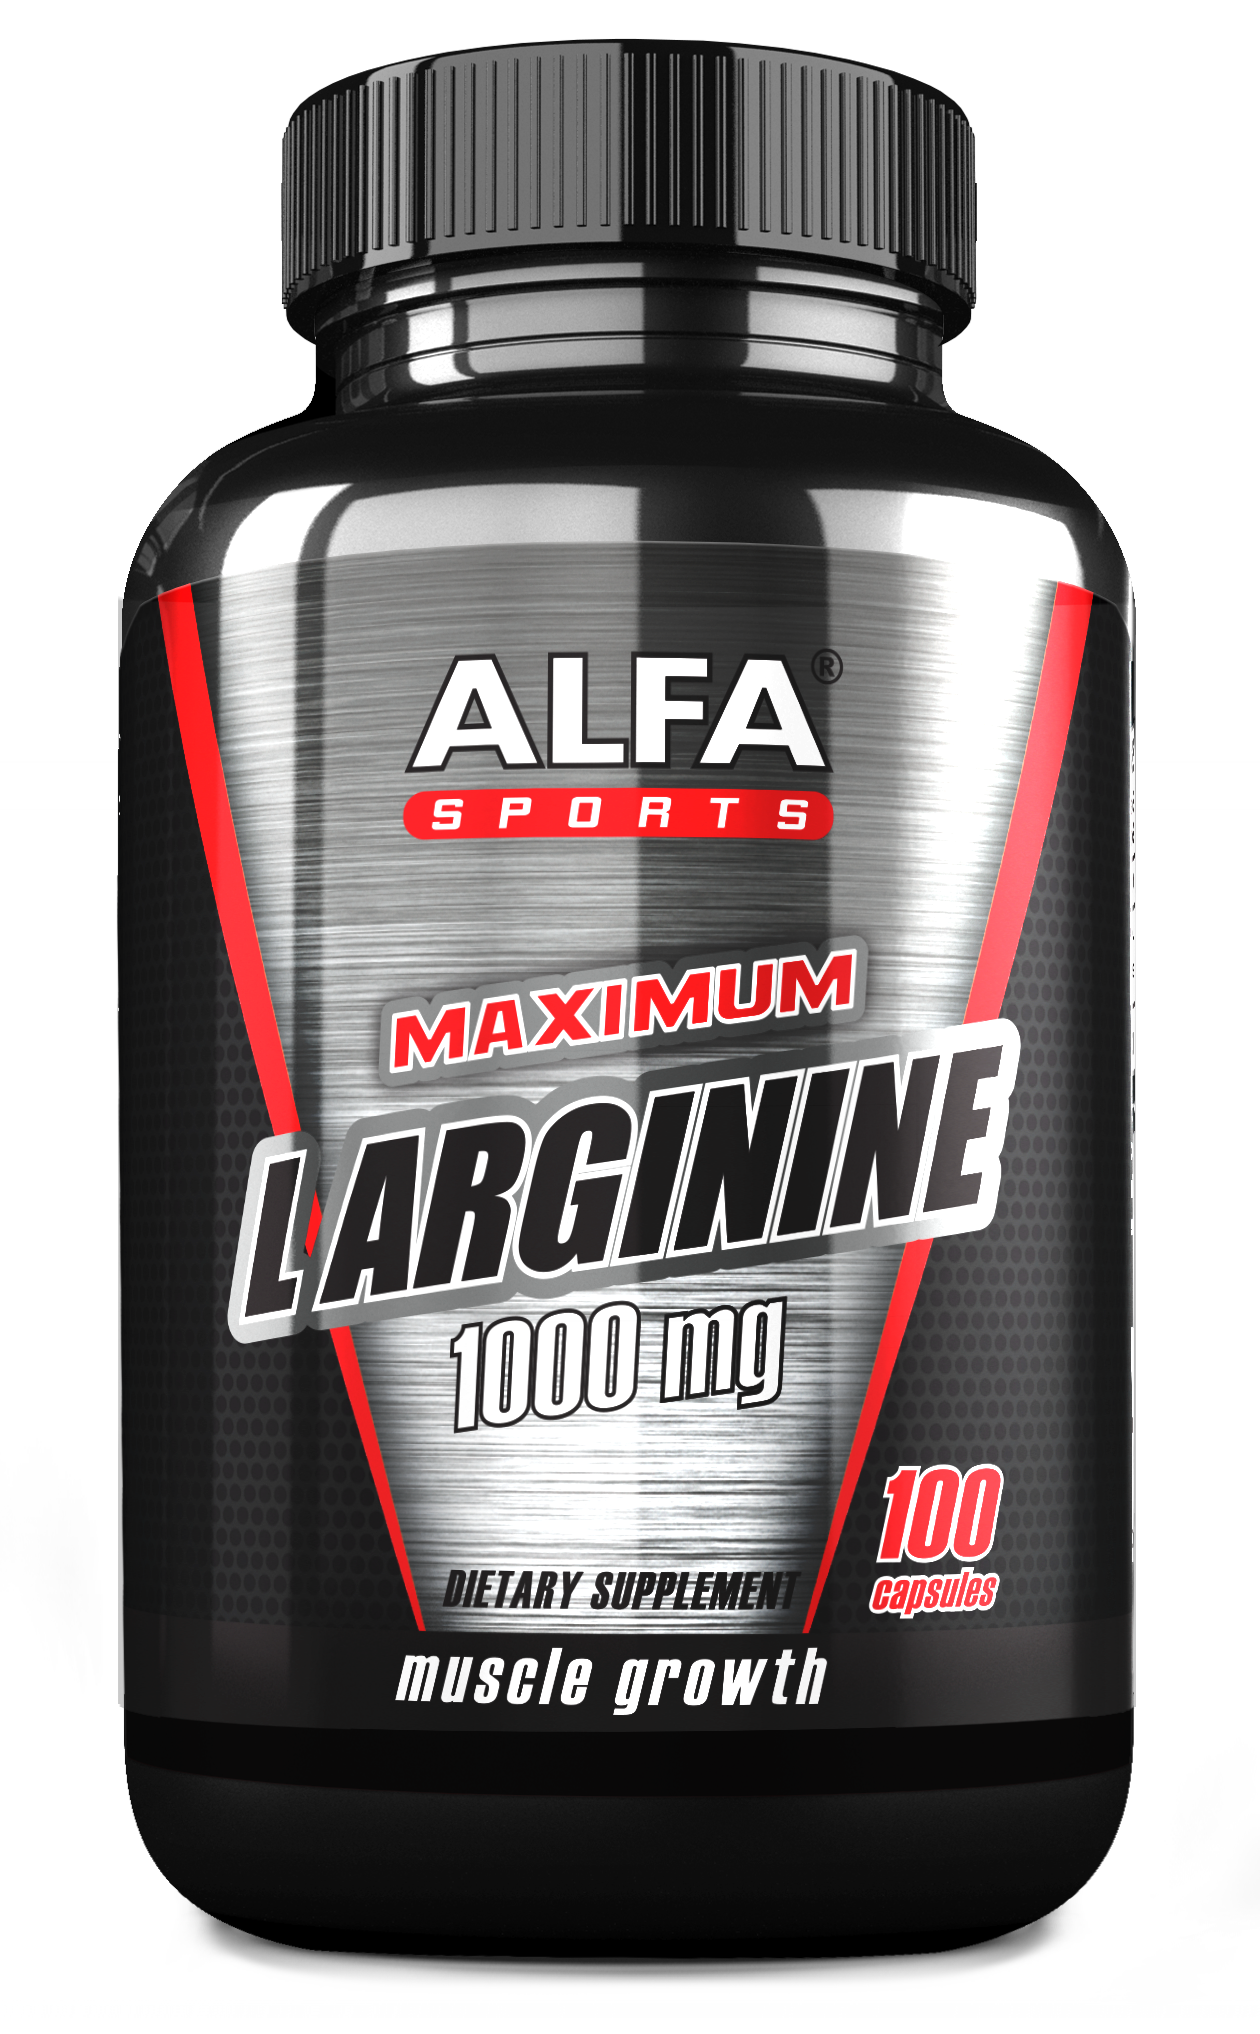 ALFA®
SPORTS
MAXIMUM
L ARGININE
1000 mg
100
capsules
DIETARY SUPPLEMENT
muscle growth